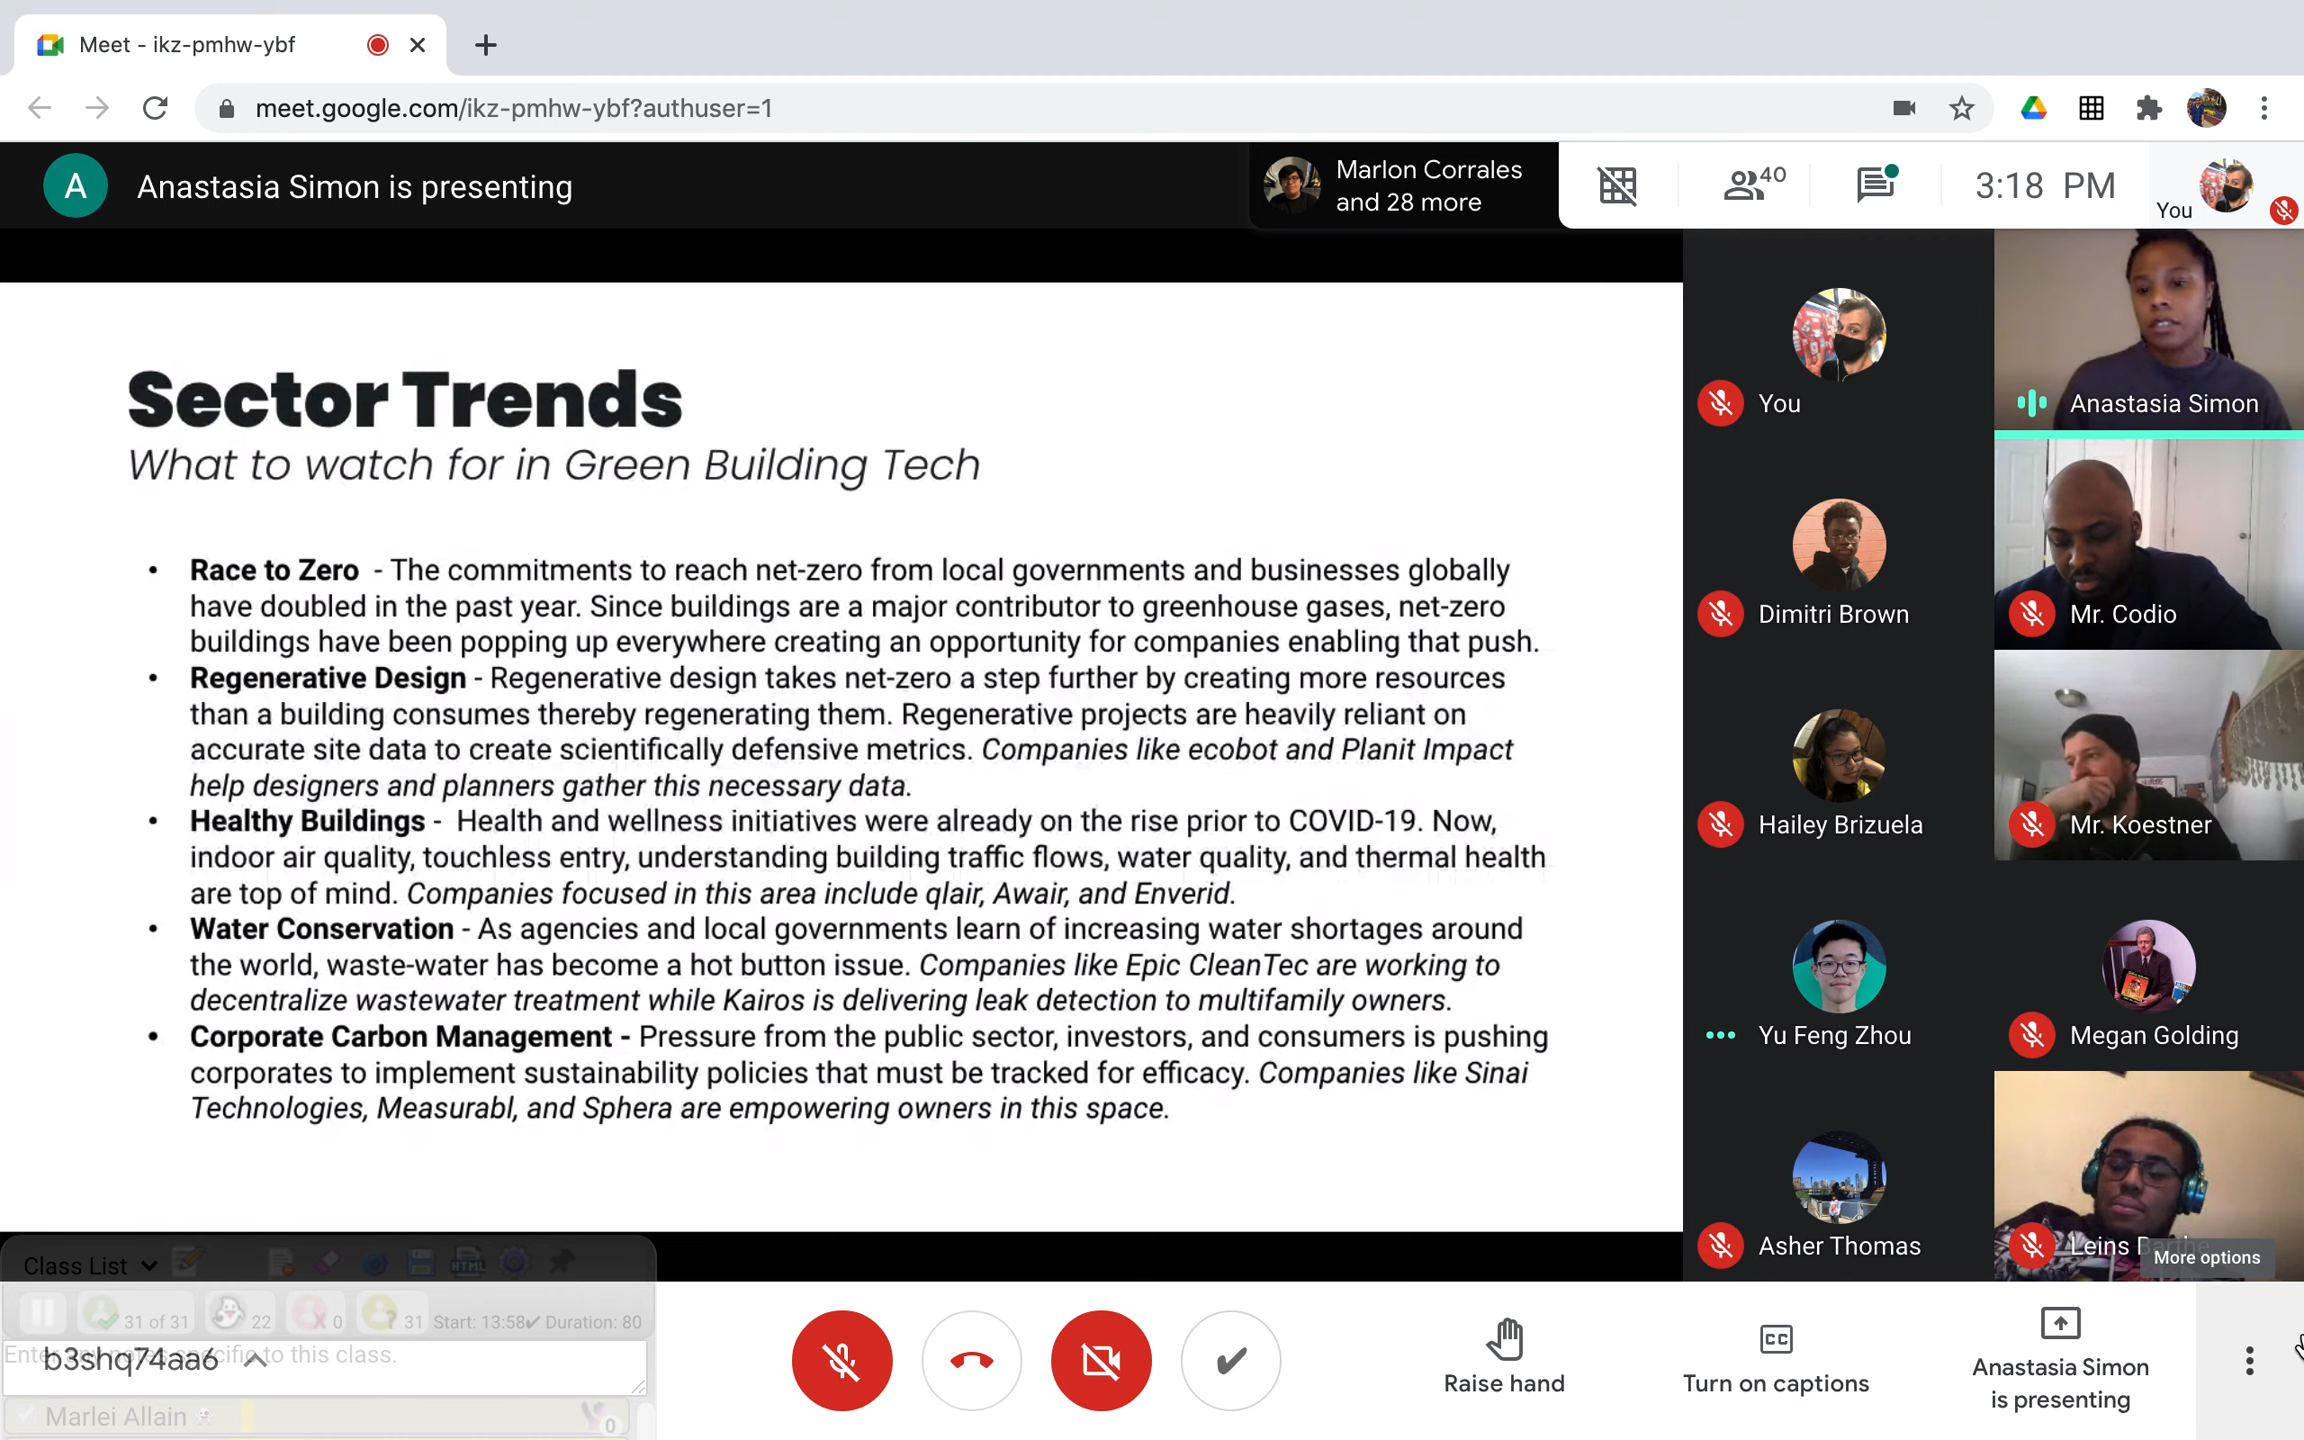 Meet - ikz-pmhw-ybf
meet.google.com/ikz-pmhw-ybf?authuser=1
A
Anastasia Simon is presenting
Marlon Corrales
and 28 more
40
3:18 PM
You
Sector Trends
What to watch for in Green Building Tech
• Race to Zero - The commitments to reach net-zero from local governments and businesses globally
have doubled in the past year. Since buildings are a major contributor to greenhouse gases, net-zero
buildings have been popping up everywhere creating an opportunity for companies enabling that push.
• Regenerative Design - Regenerative design takes net-zero a step further by creating more resources
than a building consumes thereby regenerating them. Regenerative projects are heavily reliant on
accurate site data to create scientifically defensive metrics. Companies like ecobot and Planit Impact
help designers and planners gather this necessary data.
• Healthy Buildings - Health and wellness initiatives were already on the rise prior to COVID-19. Now,
indoor air quality, touchless entry, understanding building traffic flows, water quality, and thermal health
are top of mind. Companies focused in this area include qlair, Awair, and Enverid.
• Water Conservation - As agencies and local governments learn of increasing water shortages around
the world, waste-water has become a hot button issue. Companies like Epic CleanTec are working to
decentralize wastewater treatment while Kairos is delivering leak detection to multifamily owners.
• Corporate Carbon Management - Pressure from the public sector, investors, and consumers is pushing
corporates to implement sustainability policies that must be tracked for efficacy. Companies like Sinai
Technologies, Measurabl, and Sphera are empowering owners in this space.
You
Anastasia Simon
Dimitri Brown
Mr. Codio
Hailey Brizuela
Mr. Koestner
Yu Feng Zhou
Megan Golding
Asher Thomas
Leins
More options
Class List
HTML
31 of 31
22
0
31
Start: 13:58✔ Duration: 80
Enter any notes specific to this class.
b3shq74aa6
Marlei Allain
0
Raise hand
CC
Turn on captions
Anastasia Simon
is presenting